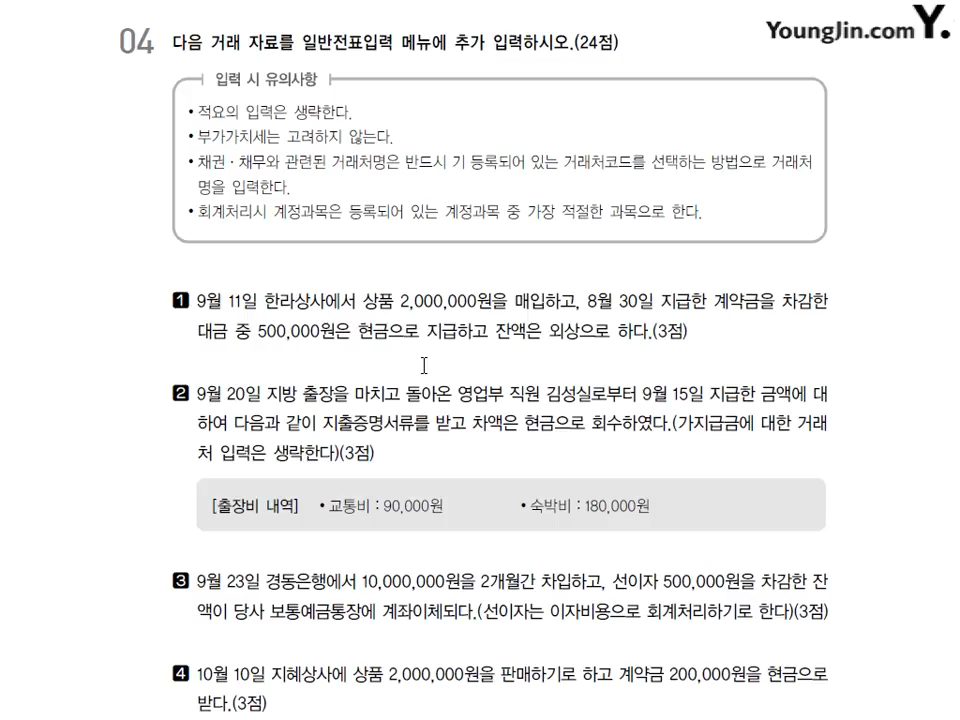 YoungJin.com Y.
04 다음 거래 자료를 일반전표입력 메뉴에 추가 입력하시오.(24점)
입력 시 유의사항
• 적요의 입력은 생략한다.
• 부가가치세는 고려하지 않는다.
• 채권·채무와 관련된 거래처명은 반드시 기 등록되어 있는 거래처코드를 선택하는 방법으로 거래처
명을 입력한다.
• 회계처리시 계정과목은 등록되어 있는 계정과목 중 가장 적절한 과목으로 한다.
1 9월 11일 한라상사에서 상품 2,000,000원을 매입하고, 8월 30일 지급한 계약금을 차감한
대금 중 500,000원은 현금으로 지급하고 잔액은 외상으로 하다.(3점)
2 9월 20일 지방 출장을 마치고 돌아온 영업부 직원 김성실로부터 9월 15일 지급한 금액에 대
하여 다음과 같이 지출증명서류를 받고 차액은 현금으로 회수하였다.(가지급금에 대한 거래
처 입력은 생략한다)(3점)
[출장비 내역] • 교통비 : 90,000원 • 숙박비 : 180,000원
3 9월 23일 경동은행에서 10,000,000원을 2개월간 차입하고, 선이자 500,000원을 차감한 잔
액이 당사 보통예금통장에 계좌이체되다.(선이자는 이자비용으로 회계처리하기로 한다)(3점)
4 10월 10일 지혜상사에 상품 2,000,000원을 판매하기로 하고 계약금 200,000원을 현금으로
받다.(3점)